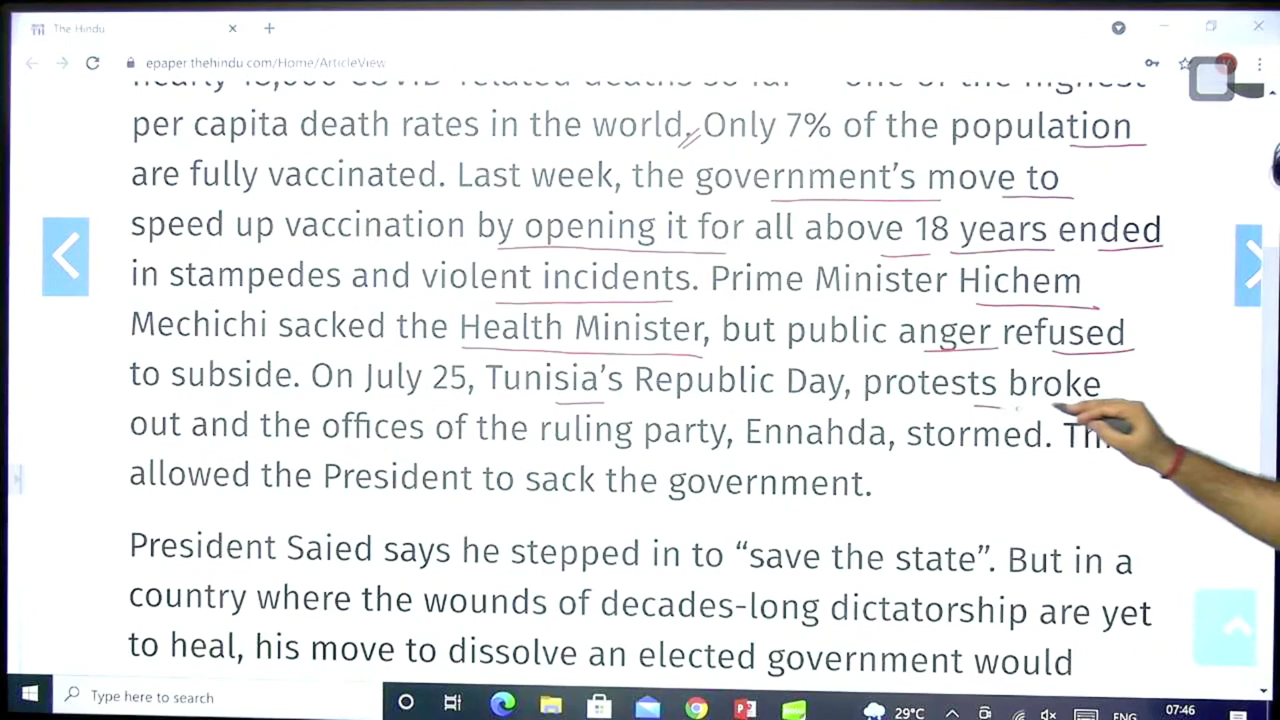 The Hindu
epaper.thehindu.com/Home/ArticleView
per capita death rates in the world. Only 7% of the population
are fully vaccinated. Last week, the government's move to
speed up vaccination by opening it for all above 18 years ended
in stampedes and violent incidents. Prime Minister Hichem
Mechichi sacked the Health Minister, but public anger refused
to subside. On July 25, Tunisia's Republic Day, protests broke
out and the offices of the ruling party, Ennahda, stormed.
allowed the President to sack the government.
President Saied says he stepped in to “save the state”. But in a
country where the wounds of decades-long dictatorship are yet
to heal, his move to dissolve an elected government would
Type here to search
29°C
ENG
07:46